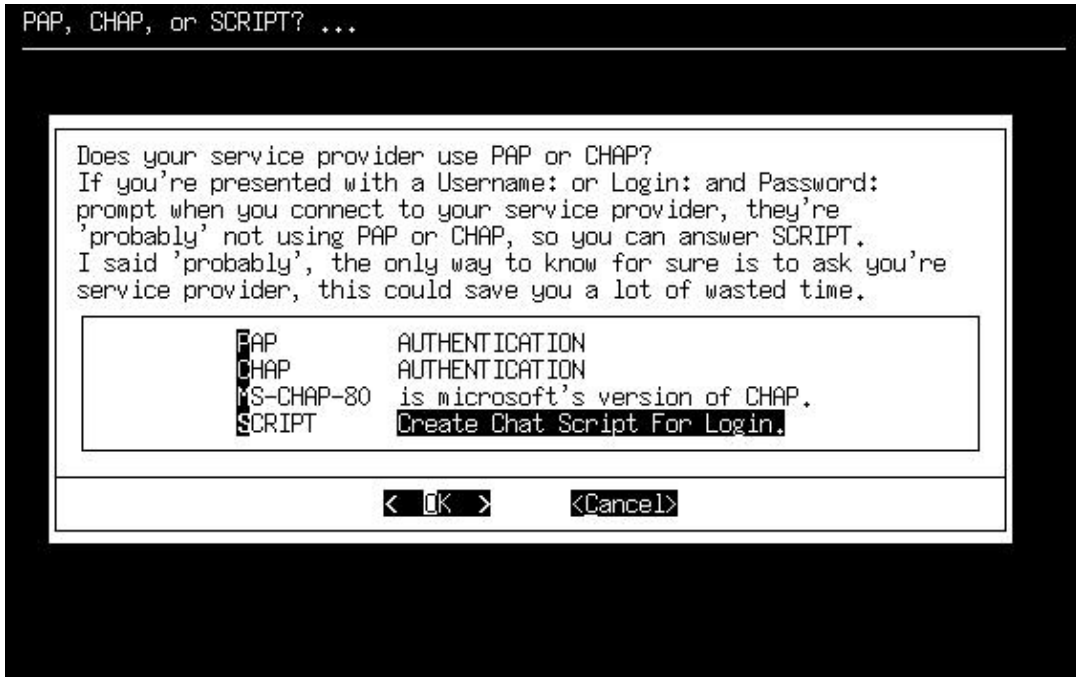 PAP, CHAP, or SCRIPT? ...
Does your service provider use PAP or CHAP?
If you're presented with a Username: or Login: and Password:
prompt when you connect to your service provider, they're
'probably' not using PAP or CHAP, so you can answer SCRIPT.
I said 'probably', the only way to know for sure is to ask you're
service provider, this could save you a lot of wasted time.
PAP AUTHENTICATION
CHAP AUTHENTICATION
MS-CHAP-80 is microsoft's version of CHAP.
SCRIPT Create Chat Script For Login.
< OK > <Cancel>